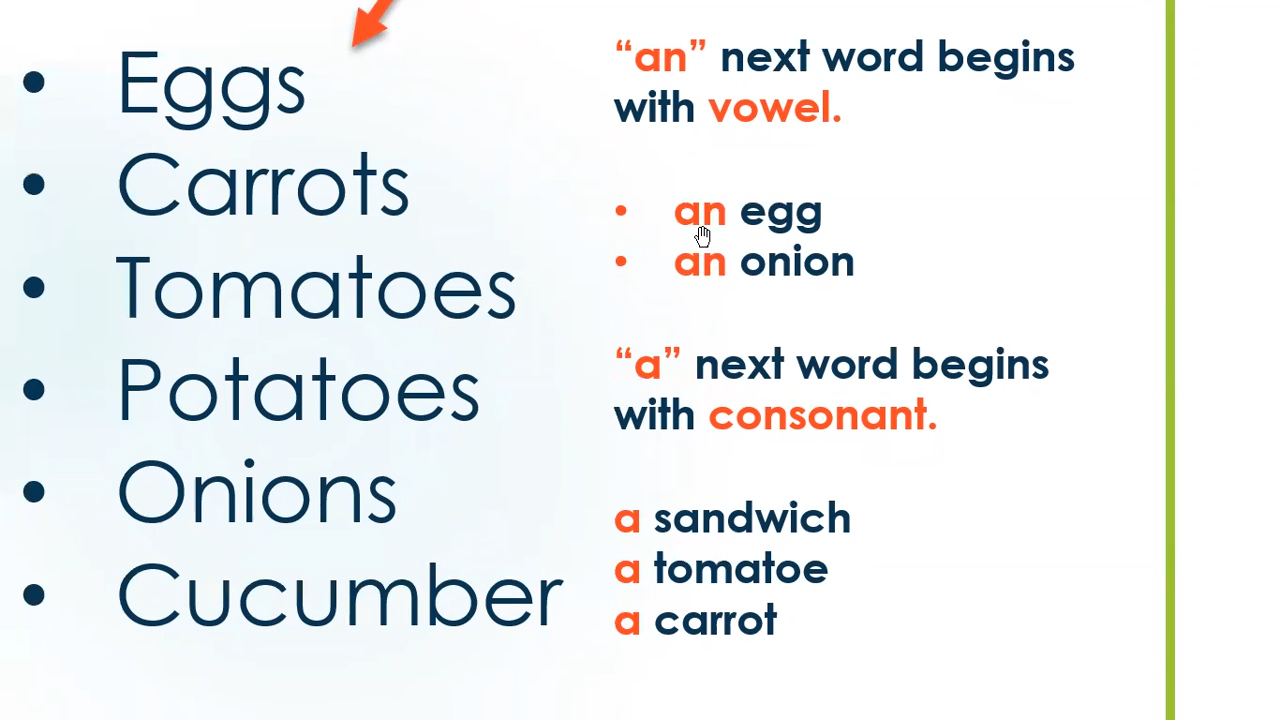 • Eggs
• Carrots
• Tomatoes
• Potatoes
• Onions
• Cucumber
“an” next word begins
with vowel.
• an egg
• an onion
“a” next word begins
with consonant.
a sandwich
a tomatoe
a carrot